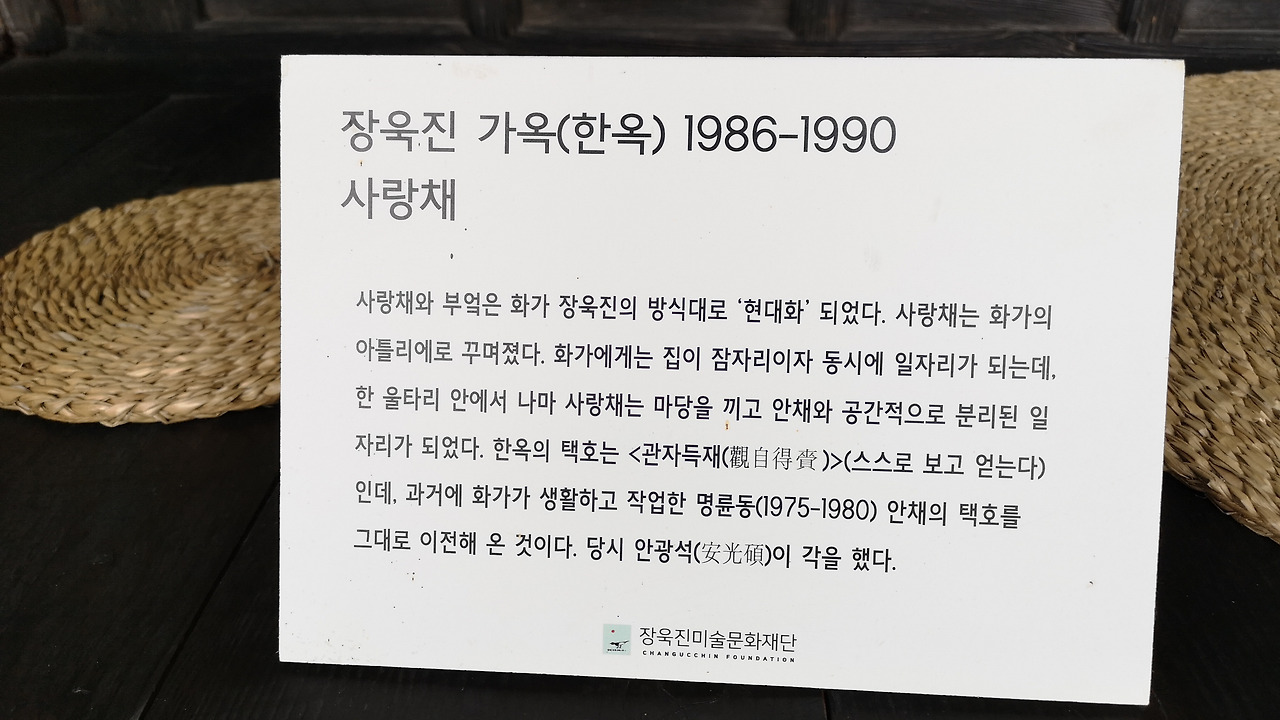 장욱진 가옥(한옥) 1986-1990
사랑채
사랑채와 부엌은 화가 장욱진의 방식대로 ‘현대화’ 되었다. 사랑채는 화가의
아틀리에로 꾸며졌다. 화가에게는 집이 잠자리이자 동시에 일자리가 되는데,
한 울타리 안에서 나마 사랑채는 마당을 끼고 안채와 공간적으로 분리된 일
자리가 되었다. 한옥의 택호는 <관자득재(觀自得齋)>(스스로 보고 얻는다)
인데, 과거에 화가가 생활하고 작업한 명륜동(1975-1980) 안채의 택호를
그대로 이전해 온 것이다. 당시 안광석(安光碩)이 각을 했다.
장욱진미술문화재단
CHANGUCCHIN FOUNDATION